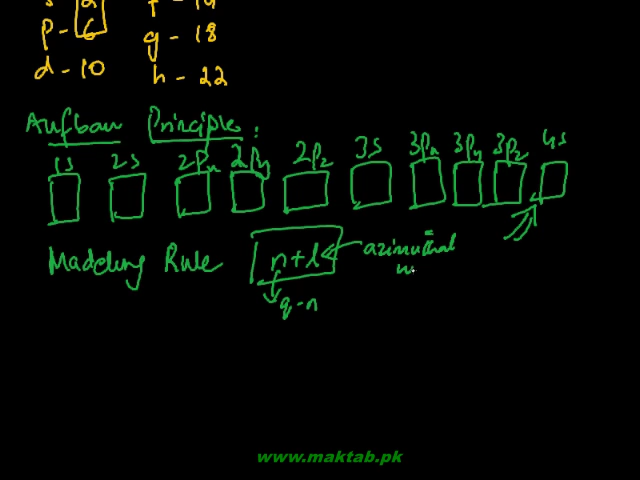 s - 2 f - 14
p - 6 g - 18
d - 10 h - 22
Aufbau Principle:
1s 2s 2px 2py 2pz 3s 3px 3py 3pz 4s
Madelung Rule n+l azimuthal
q-n
www.maktab.pk